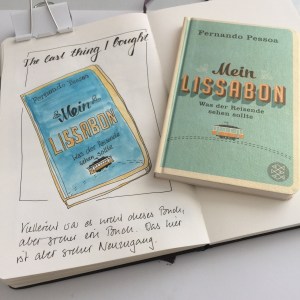 The last thing I bought
Fernando Pessoa
Mein
LISSABON
Was der Reisende
sehen sollte
Vielleicht war es nicht dieses Buch,
aber sicher ein Buch. Das hier
ist aber sicher Neuzugang.
Fernando Pessoa
Mein
LISSABON
Was der Reisende
sehen sollte